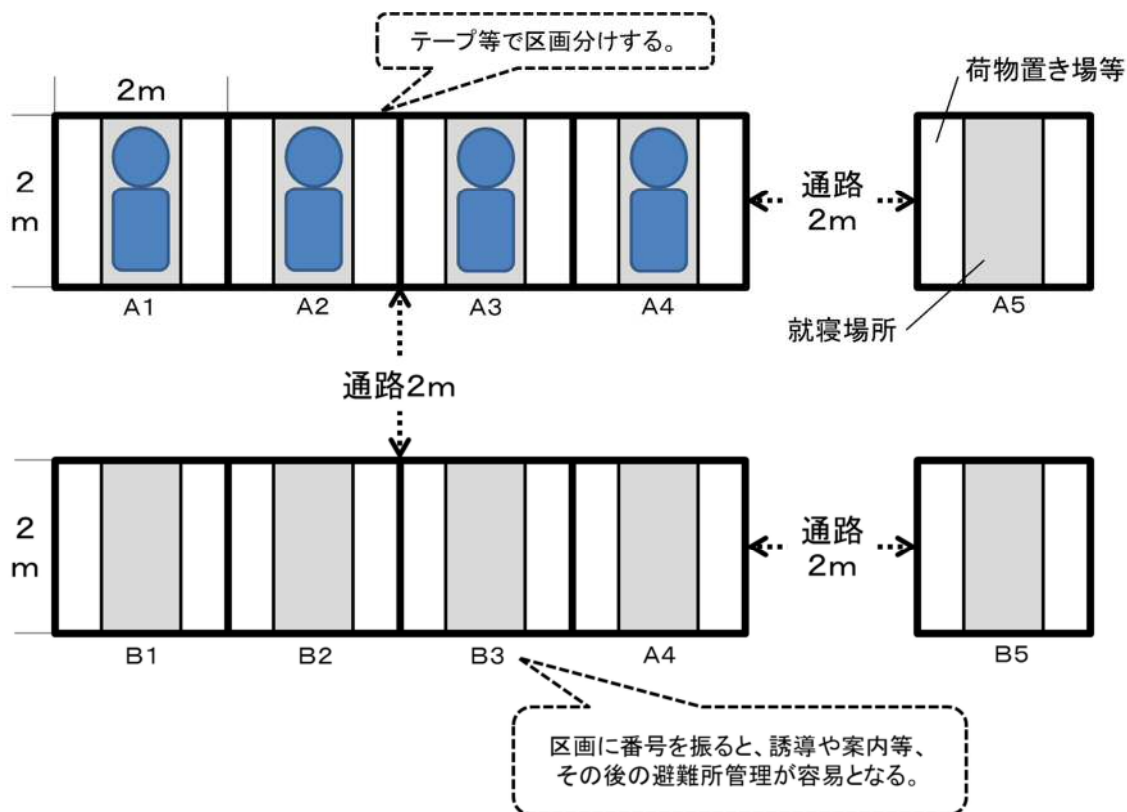 テープ等で区画分けする。
荷物置き場等
2m
2
m
通路
2m
A1
A2
A3
A4
A5
就寝場所
通路2m
2
m
通路
2m
B1
B2
B3
A4
B5
区画に番号を振ると、誘導や案内等、
その後の避難所管理が容易となる。